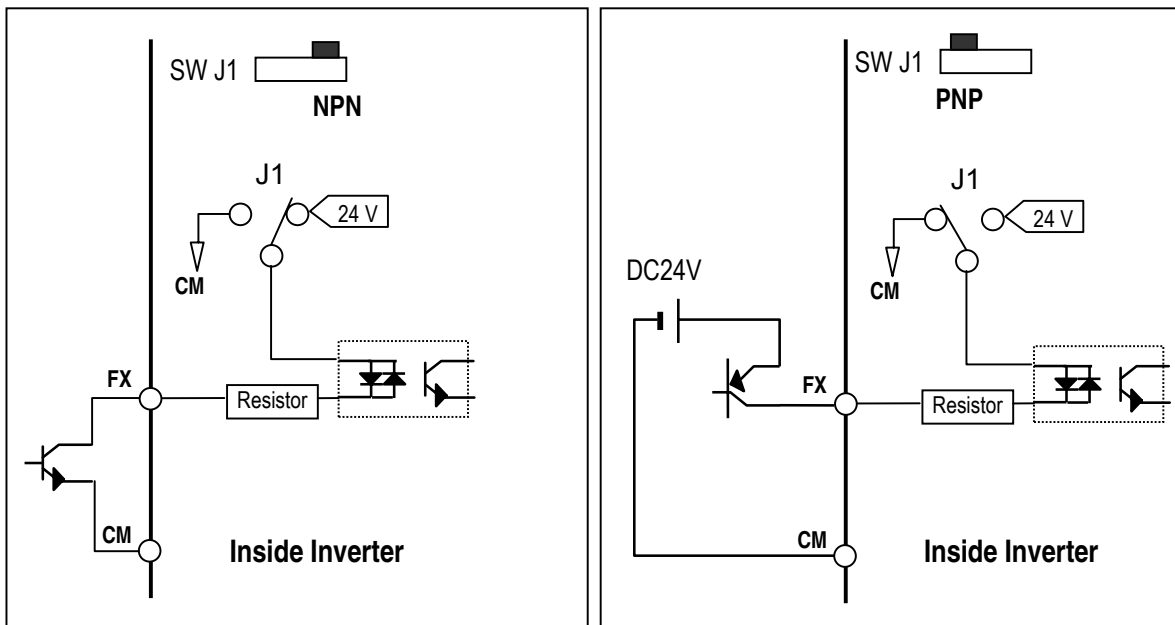 SW J1
NPN
J1
24 V
CM
FX
Resistor
CM
Inside Inverter
SW J1
PNP
J1
24 V
CM
DC24V
FX
Resistor
CM
Inside Inverter